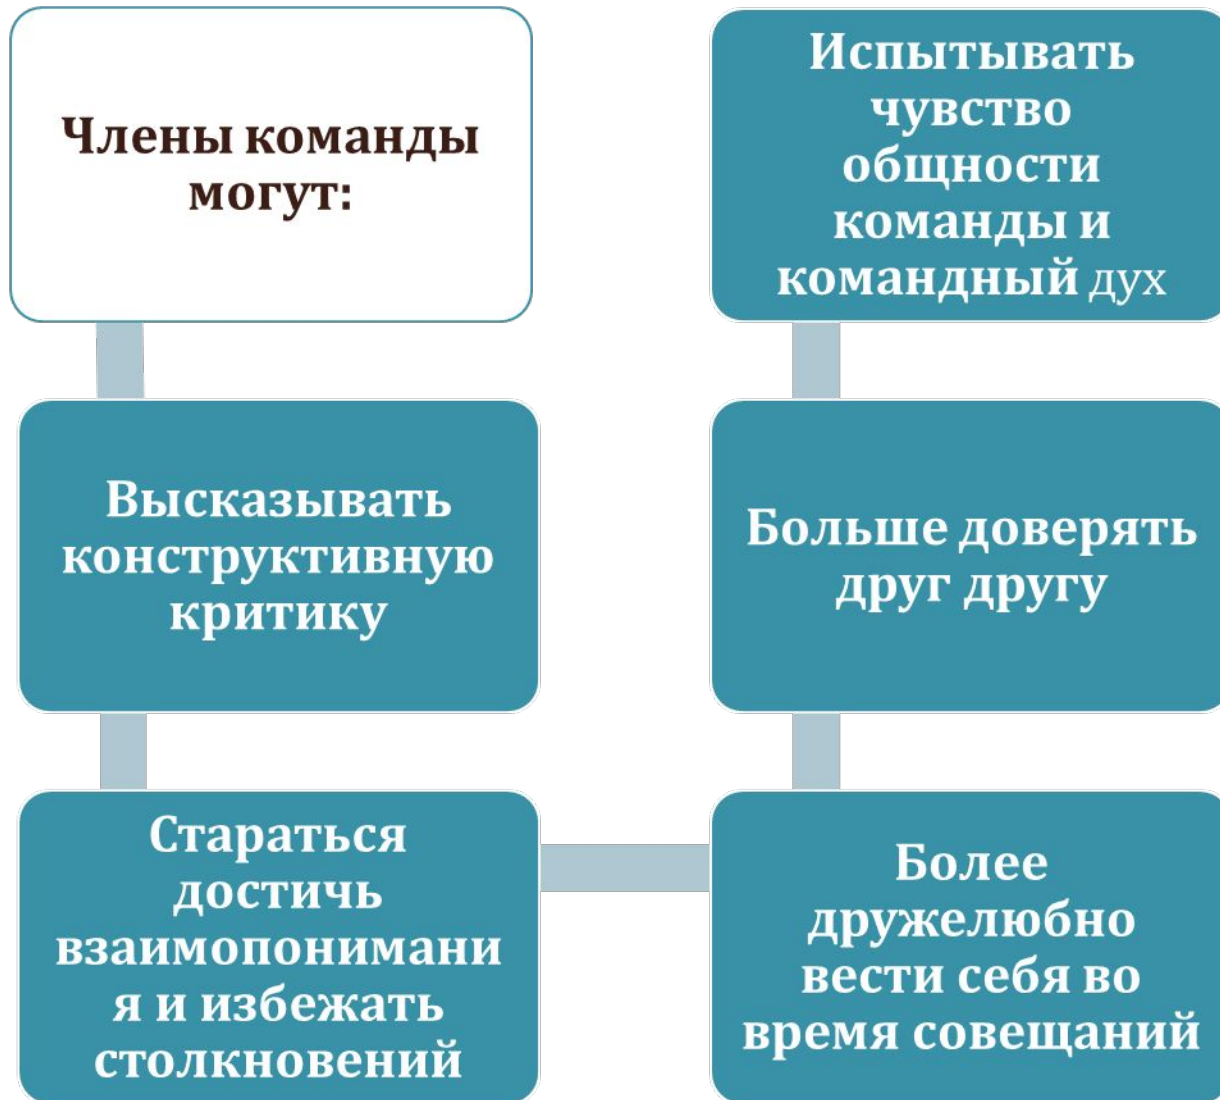 Члены команды
могут:
Высказывать
конструктивную
критику
Стараться
достичь
взаимопонимани
я и избежать
столкновений
Более
дружелюбно
вести себя во
время совещаний
Больше доверять
друг другу
Испытывать
чувство
общности
команды и
командный дух